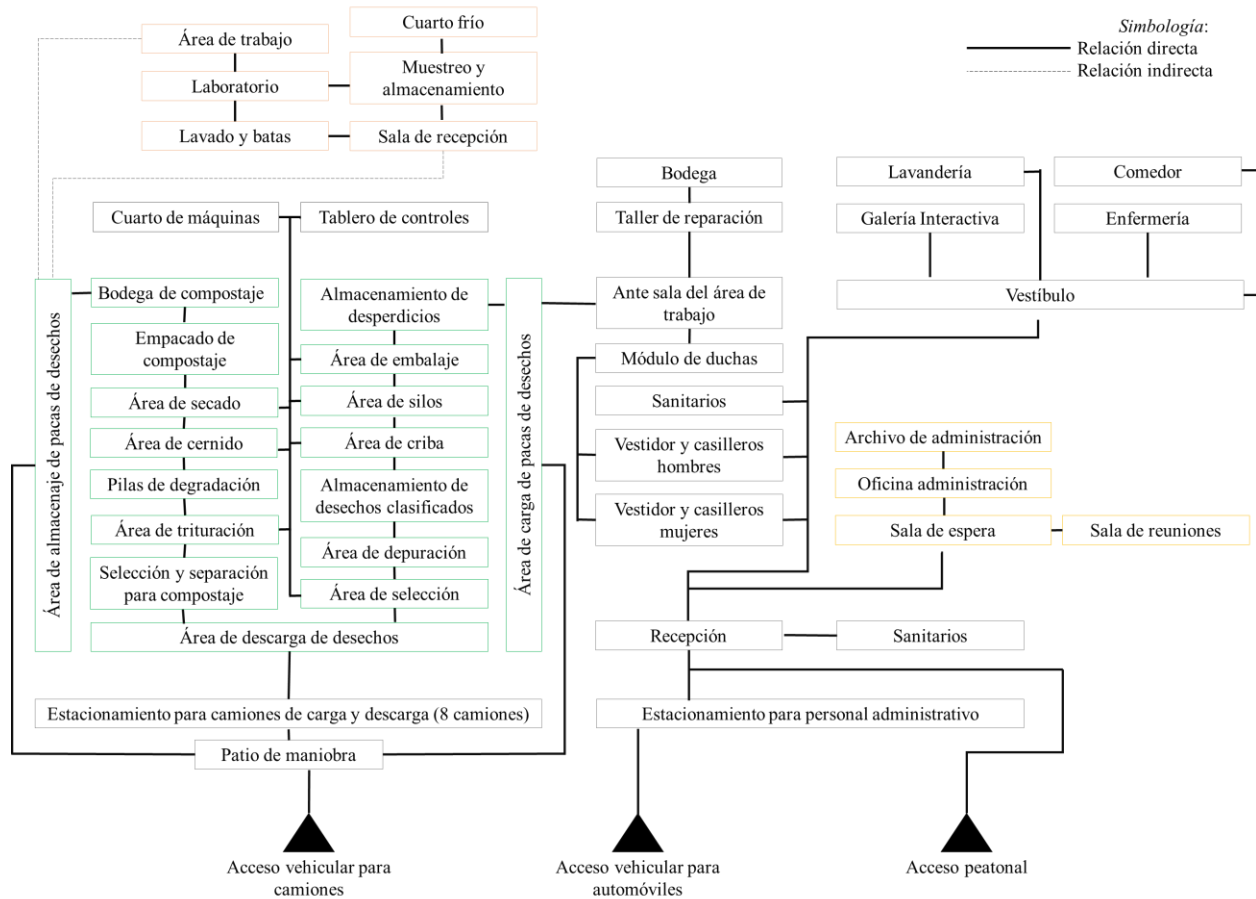 Simbología:
Relación directa
Relación indirecta
Cuarto frío
Área de trabajo
Muestreo y
almacenamiento
Laboratorio
Lavado y batas
Sala de recepción
Cuarto de máquinas
Tablero de controles
Área de almacenaje de pacas de desechos
Bodega de compostaje
Empacado de
compostaje
Área de secado
Área de cernido
Pilas de degradación
Área de trituración
Selección y separación
para compostaje
Almacenamiento de
desperdicios
Área de embalaje
Área de silos
Área de criba
Almacenamiento de
desechos clasificados
Área de depuración
Área de selección
Área de descarga de desechos
Área de carga de pacas de desechos
Estacionamiento para camiones de carga y descarga (8 camiones)
Patio de maniobra
Acceso vehicular para
camiones
Bodega
Taller de reparación
Ante sala del área de
trabajo
Módulo de duchas
Sanitarios
Vestidor y casilleros
hombres
Vestidor y casilleros
mujeres
Lavandería
Comedor
Galería Interactiva
Enfermería
Vestíbulo
Archivo de administración
Oficina administración
Sala de espera
Sala de reuniones
Recepción
Sanitarios
Estacionamiento para personal administrativo
Acceso vehicular para
automóviles
Acceso peatonal